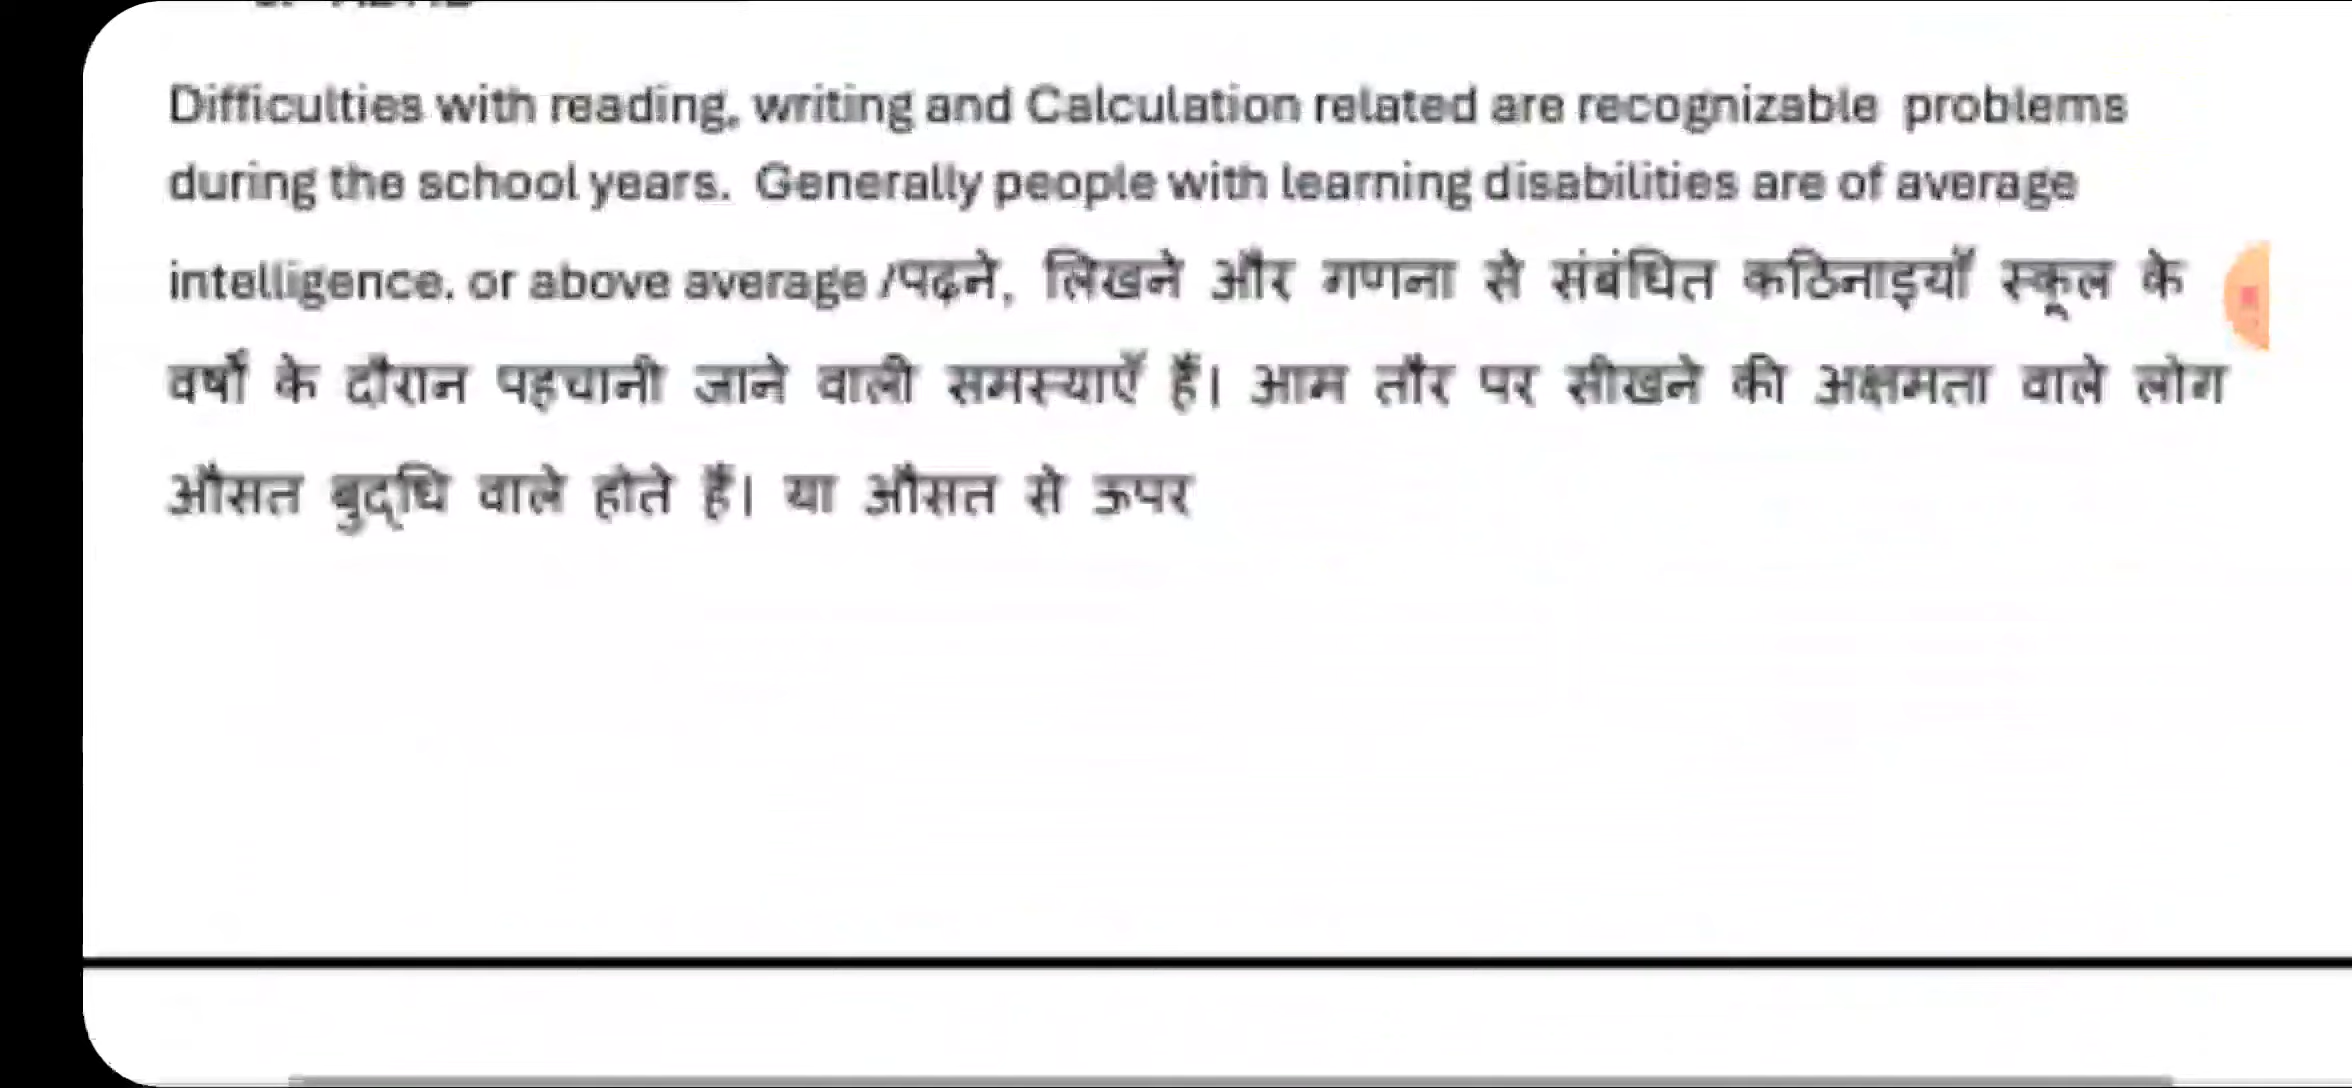 Difficulties with reading, writing and Calculation related are recognizable problems
during the school years. Generally people with learning disabilities are of average
intelligence. or above average /पढ़ने, लिखने और गणना से संबंधित कठिनाइयाँ स्कूल के
वर्षों के दौरान पहचानी जाने वाली समस्याएँ हैं। आम तौर पर सीखने की अक्षमता वाले लोग
औसत बुद्धि वाले होते हैं। या औसत से ऊपर